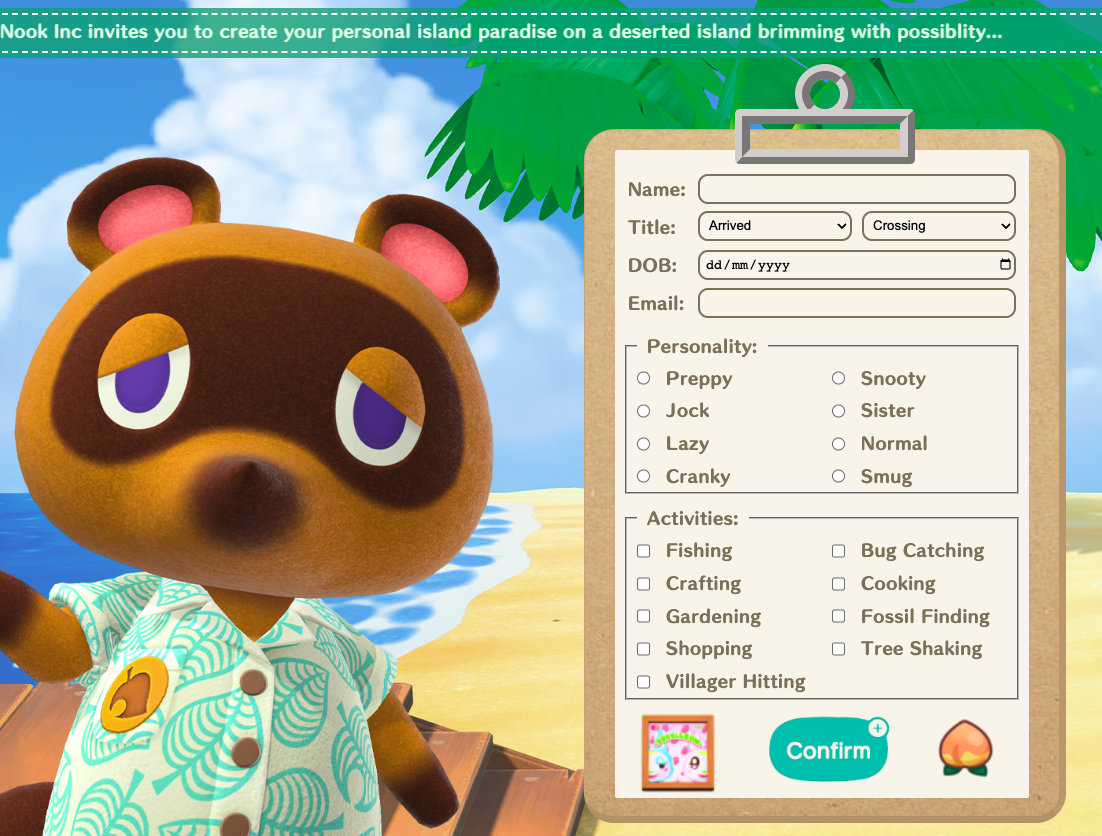 Nook Inc invites you to create your personal island paradise on a deserted island brimming with possiblity...
Name:
Title: Arrived Crossing
DOB: dd/mm/yyyy
Email:
Personality:
Preppy Snooty
Jock Sister
Lazy Normal
Cranky Smug
Activities:
Fishing Bug Catching
Crafting Cooking
Gardening Fossil Finding
Shopping Tree Shaking
Villager Hitting
Confirm